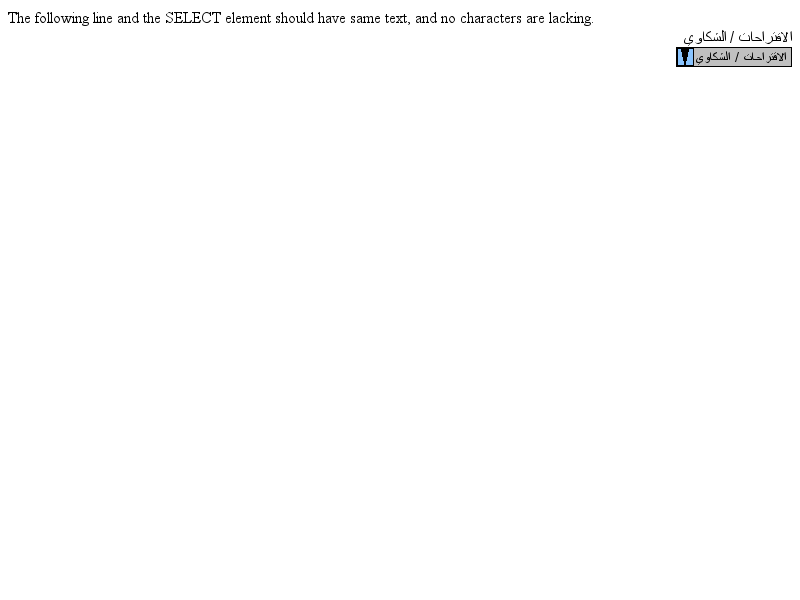 The following line and the SELECT element should have same text, and no characters are lacking.
الاقتراحات / الشكاوي
الاقتراحات / الشكاوي